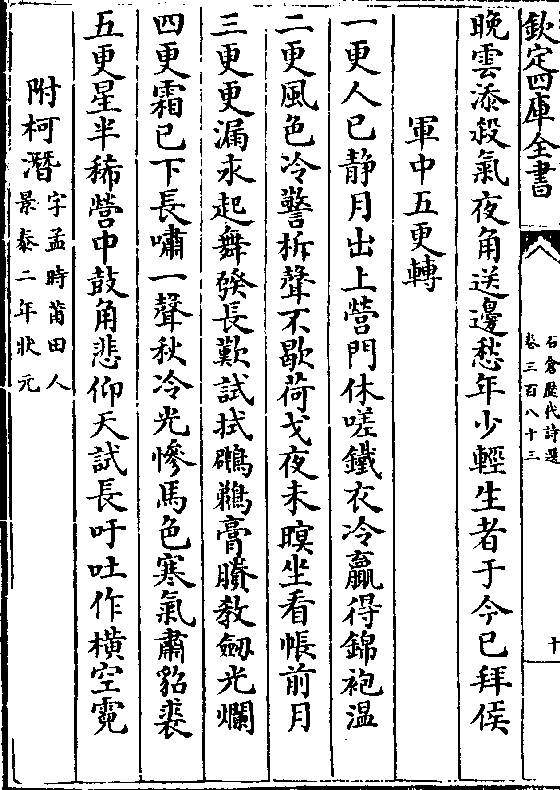 欽定四庫全書
石倉歷代詩選
卷三百八十三
十
晚雲添殺氣夜角送邊愁年少輕生者于今已拜侯
軍中五更轉
一更人已静月出上營門休嗟鐵衣冷贏得錦袍温
二更風色冷警柝聲不歇荷戈夜未暝坐看帳前月
三更更漏永起舞發長歎試拭鸊鵜膏賸教劒光爛
四更霜已下長嘯一聲秋冷光惨馬色寒氣肅貂裘
五更星半稀營中鼓角悲仰天試長吁吐作横空霓
附柯潛
字孟時莆田人
景泰二年狀元